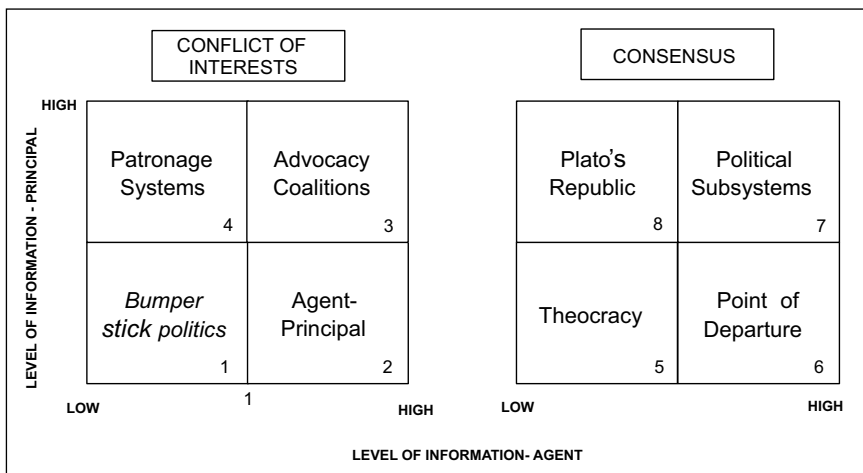 CONFLICT OF
INTERESTS
CONSENSUS
HIGH
LEVEL OF INFORMATION - PRINCIPAL
Patronage
Systems
4
Advocacy
Coalitions
3
Plato's
Republic
8
Political
Subsystems
7
Bumper
stick politics
1
Agent-
Principal
2
Theocracy
5
Point of
Departure
6
LOW
1
HIGH
LOW
HIGH
LEVEL OF INFORMATION- AGENT